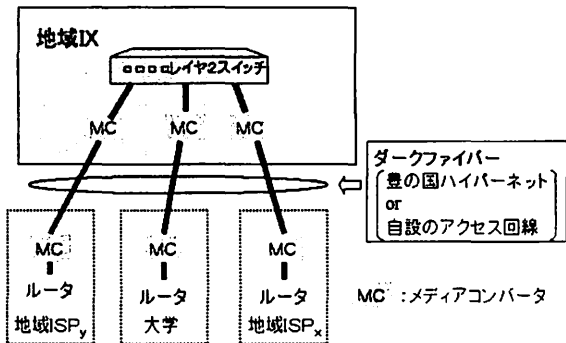 地域IX
レイヤ2スイッチ
MC MC MC
ダークファイバー
豊の国ハイパーネット
or
自設のアクセス回線
MC MC MC
ルータ ルータ ルータ
地域ISPy 大学 地域ISPx
MC :メディアコンバータ